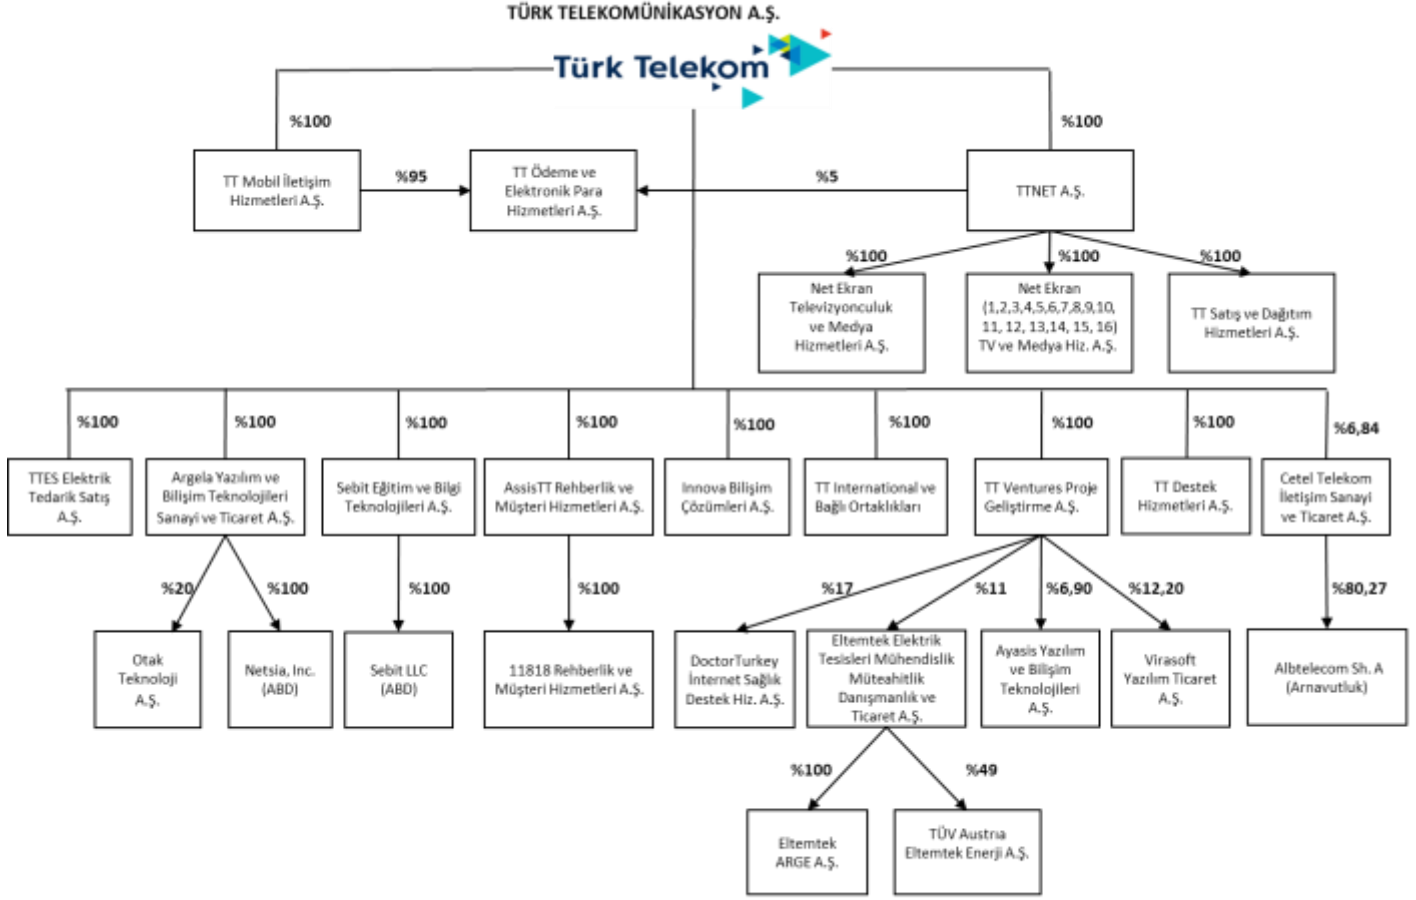 TÜRK TELEKOMÜNİKASYON A.Ş.
Türk Telekom
%100
%100
TT Mobil İletişim
Hizmetleri A.Ş.
%95
TT Ödeme ve
Elektronik Para
Hizmetleri A.Ş.
%5
TTNET A.Ş.
%100
%100
%100
Net Ekran
Televizyonculuk
ve Medya
Hizmetleri A.Ş.
Net Ekran
(1,2,3,4,5,6,7,8,9,10,
11, 12, 13,14, 15, 16)
TV ve Medya Hiz. A.Ş.
TT Satış ve Dağıtım
Hizmetleri A.Ş.
%100
%100
%100
%100
%100
%100
%100
%100
%6,84
TTES Elektrik
Tedarik Satış
A.Ş.
Argela Yazılım ve
Bilişim Teknolojileri
Sanayi ve Ticaret A.Ş.
Sebit Eğitim ve Bilgi
Teknolojileri A.Ş.
AssisTT Rehberlik ve
Müşteri Hizmetleri A.Ş.
Innova Bilişim
Çözümleri A.Ş.
TT International ve
Bağlı Ortaklıkları
TT Ventures Proje
Geliştirme A.Ş.
TT Destek
Hizmetleri A.Ş.
Cetel Telekom
İletişim Sanayi
ve Ticaret A.Ş.
%20
%100
%100
%100
%17
%11
%6,90
%12,20
%80,27
Otak
Teknoloji
A.Ş.
Netsia, Inc.
(ABD)
Sebit LLC
(ABD)
11818 Rehberlik ve
Müşteri Hizmetleri A.Ş.
DoctorTurkey
İnternet Sağlık
Destek Hiz. A.Ş.
Eltemtek Elektrik
Tesisleri Mühendislik
Müteahitlik
Danışmanlık ve
Ticaret A.Ş.
Ayasis Yazılım
ve Bilişim
Teknolojileri
A.Ş.
Virasoft
Yazılım Ticaret
A.Ş.
Albtelecom Sh. A
(Arnavutluk)
%100
%49
Eltemtek
ARGE A.Ş.
TÜV Austrıa
Eltemtek Enerji A.Ş.